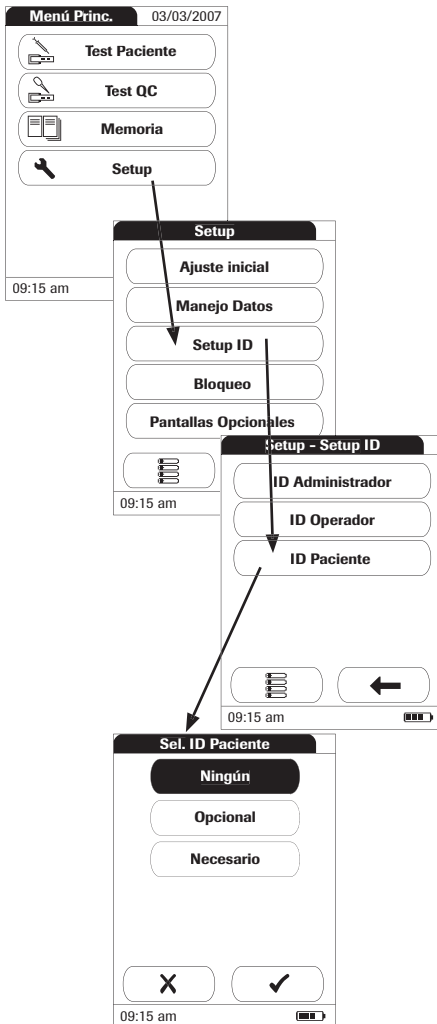 Menú Princ. 03/03/2007
Test Paciente
Test QC
Memoria
Setup
09:15 am
Setup
Ajuste inicial
Manejo Datos
Setup ID
Bloqueo
Pantallas Opcionales
09:15 am
Setup - Setup ID
ID Administrador
ID Operador
ID Paciente
09:15 am
Sel. ID Paciente
Ningún
Opcional
Necesario
09:15 am